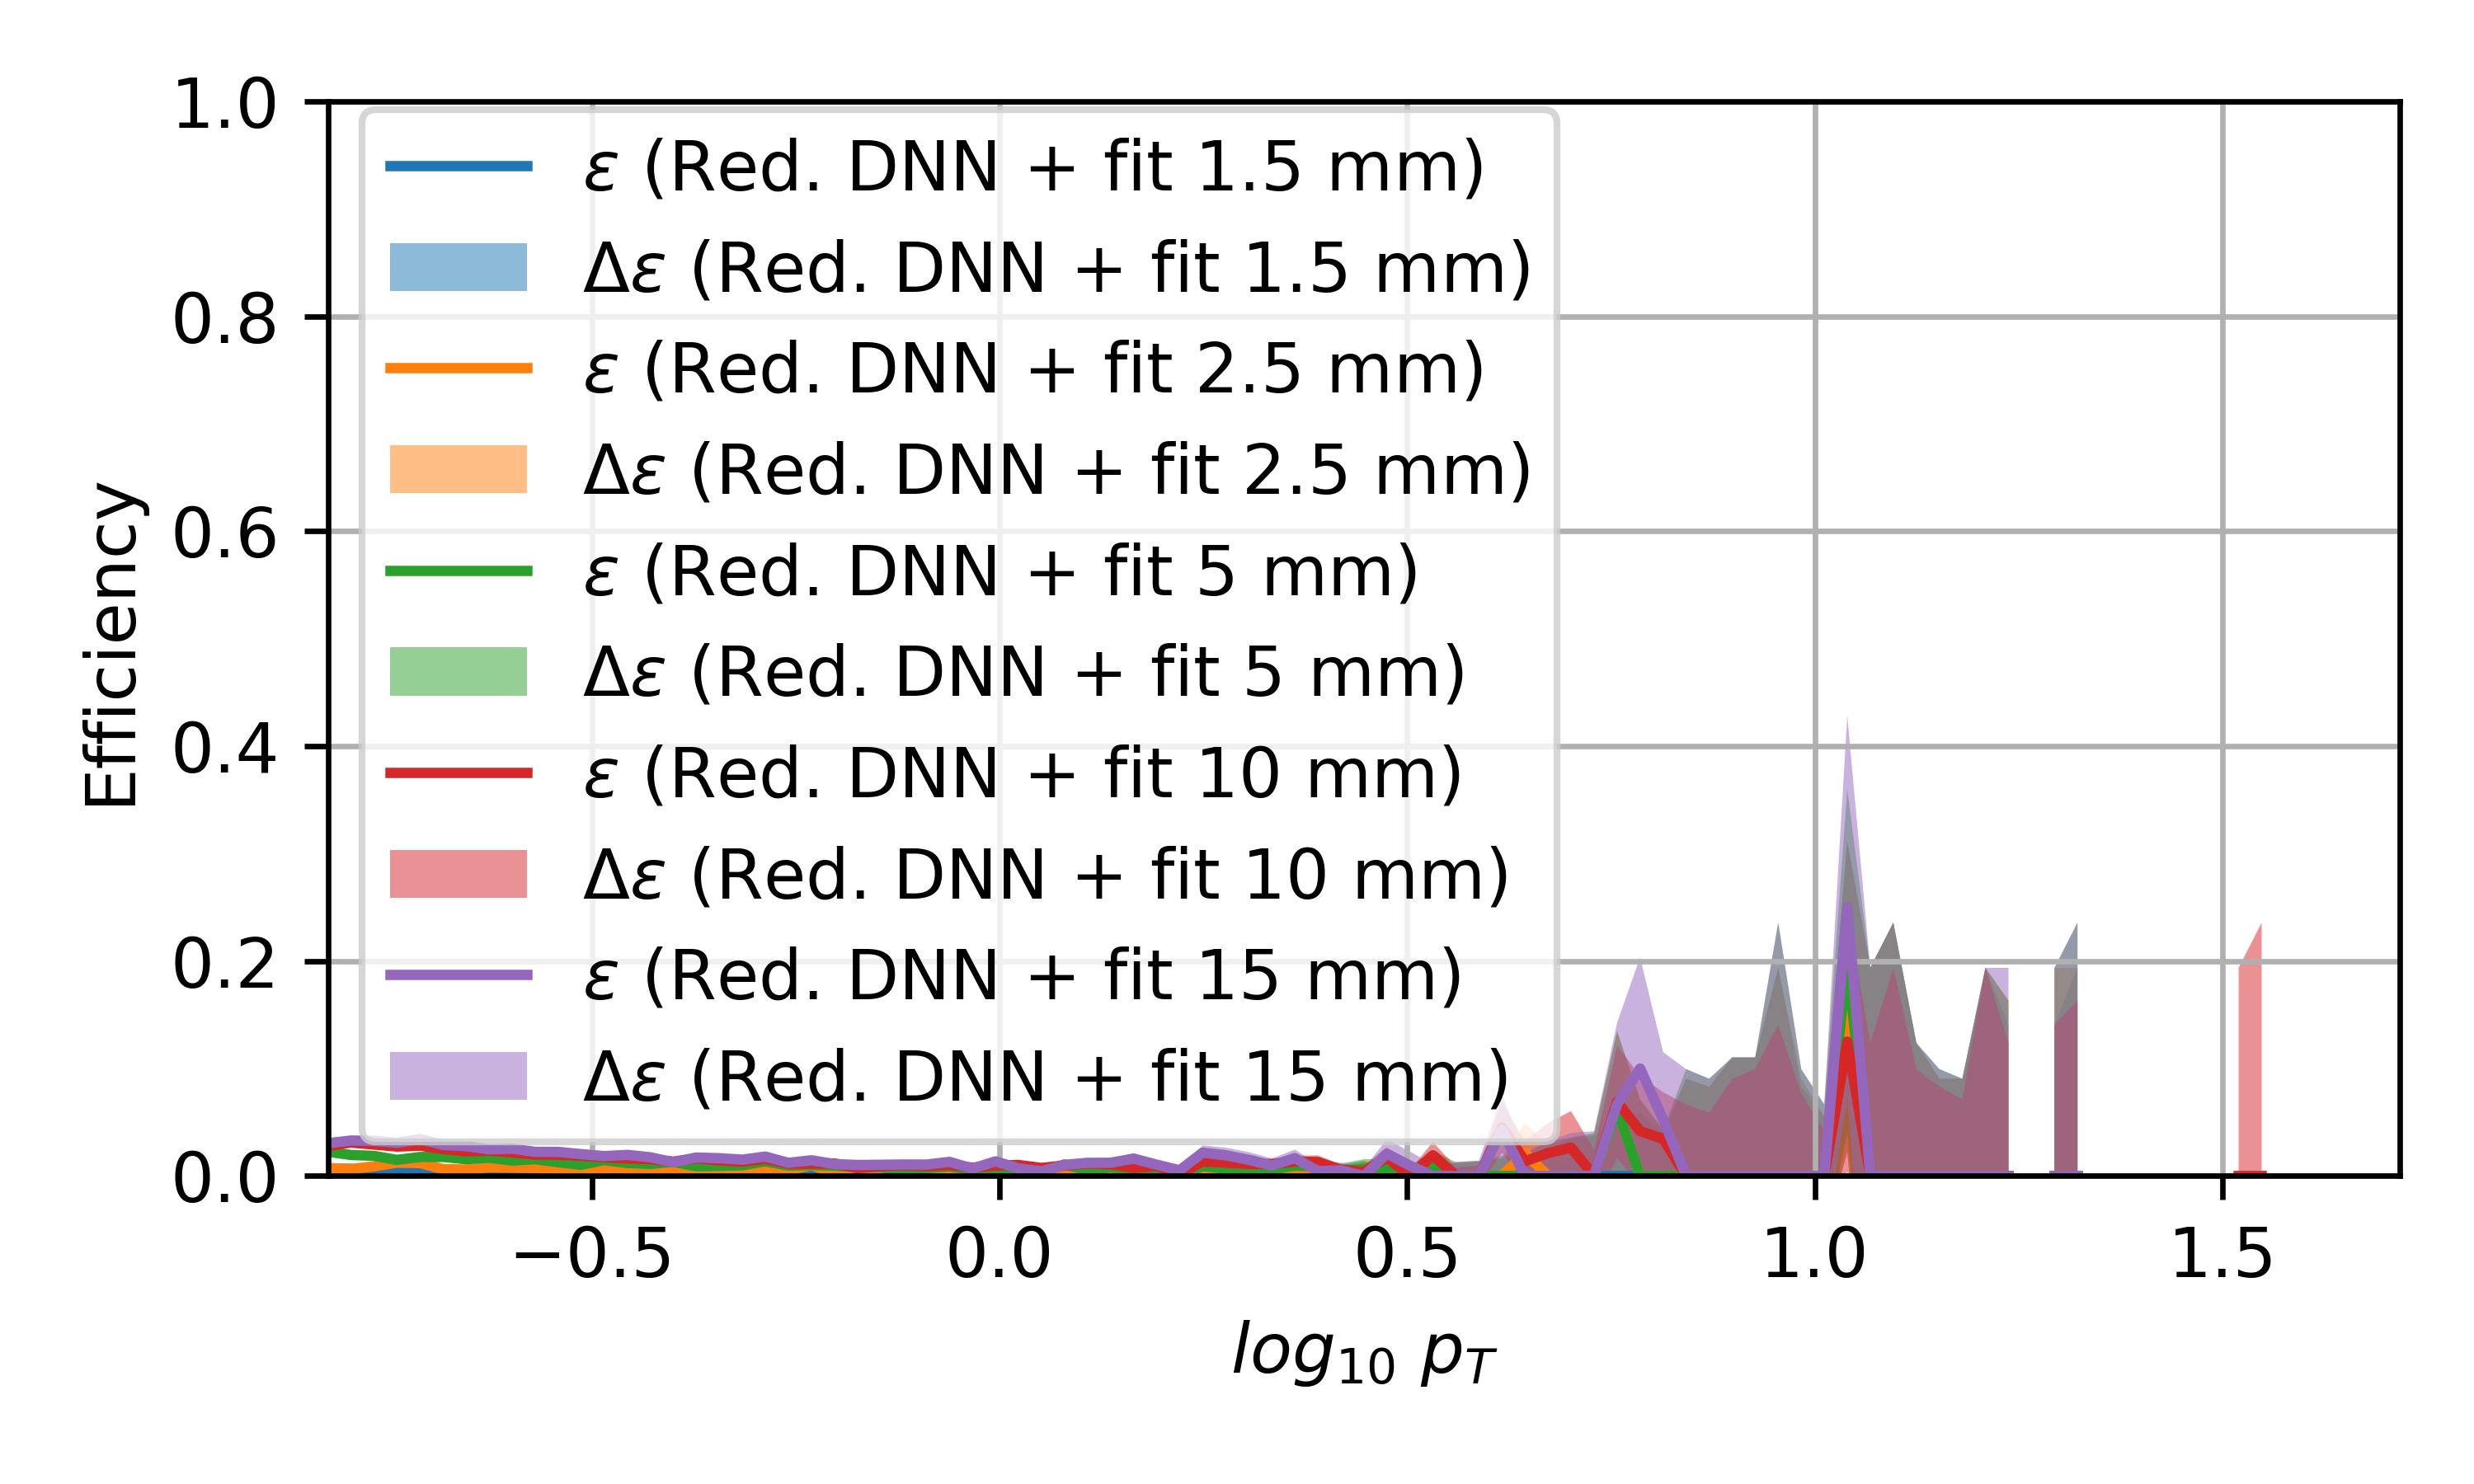 1.0
0.8
0.6
0.4
0.2
0.0
Efficiency
ε (Red. DNN + fit 1.5 mm)
Δε (Red. DNN + fit 1.5 mm)
ε (Red. DNN + fit 2.5 mm)
Δε (Red. DNN + fit 2.5 mm)
ε (Red. DNN + fit 5 mm)
Δε (Red. DNN + fit 5 mm)
ε (Red. DNN + fit 10 mm)
Δε (Red. DNN + fit 10 mm)
ε (Red. DNN + fit 15 mm)
Δε (Red. DNN + fit 15 mm)
−0.5 0.0 0.5 1.0 1.5
log₁₀ p_T